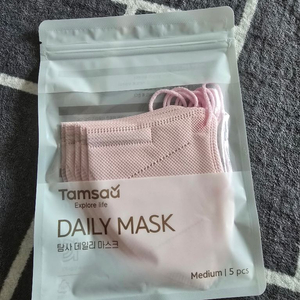 Tamsaa
Explore life
DAILY MASK
탐사 데일리 마스크
Medium | 5 pcs